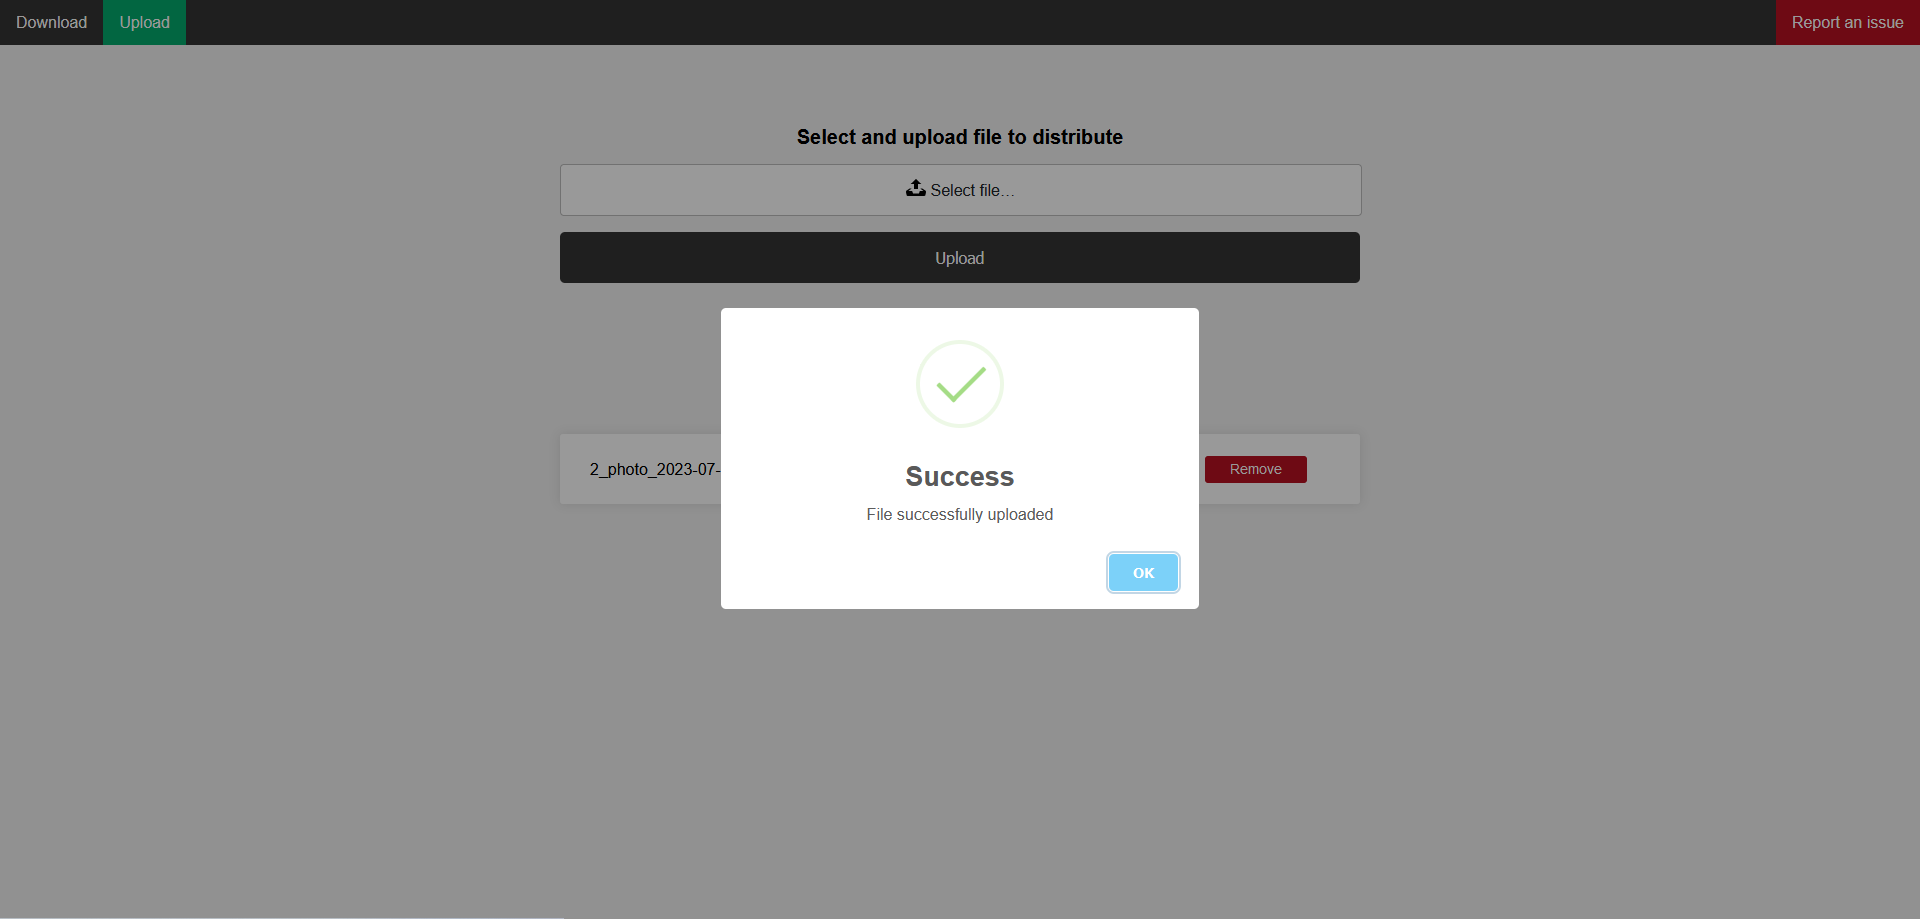 Download Upload Report an issue
Select and upload file to distribute
Select file...
Upload
2_photo_2023-07- Remove
Success
File successfully uploaded
OK